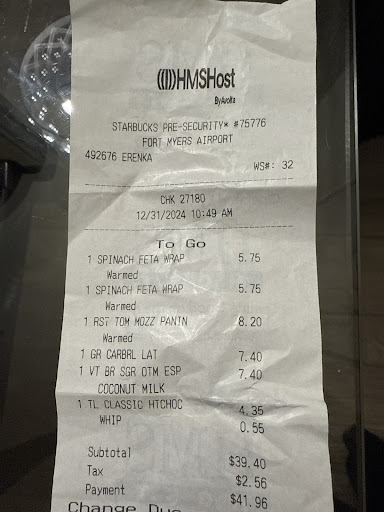 HMSHost
By Avolta
STARBUCKS PRE-SECURITY* #75776
FORT MYERS AIRPORT
492676 ERENKA
WS#: 32
CHK 27180
12/31/2024 10:49 AM
To Go
1 SPINACH FETA WRAP 5.75
Warmed
1 SPINACH FETA WRAP 5.75
Warmed
1 RST TOM MOZZ PANIN 8.20
Warmed
1 GR CARBRL LAT 7.40
1 VT BR SGR OTM ESP 7.40
COCONUT MILK
1 TL CLASSIC HTCHOC 4.35
WHIP 0.55
Subtotal $39.40
Tax $2.56
Payment $41.96
Change Due